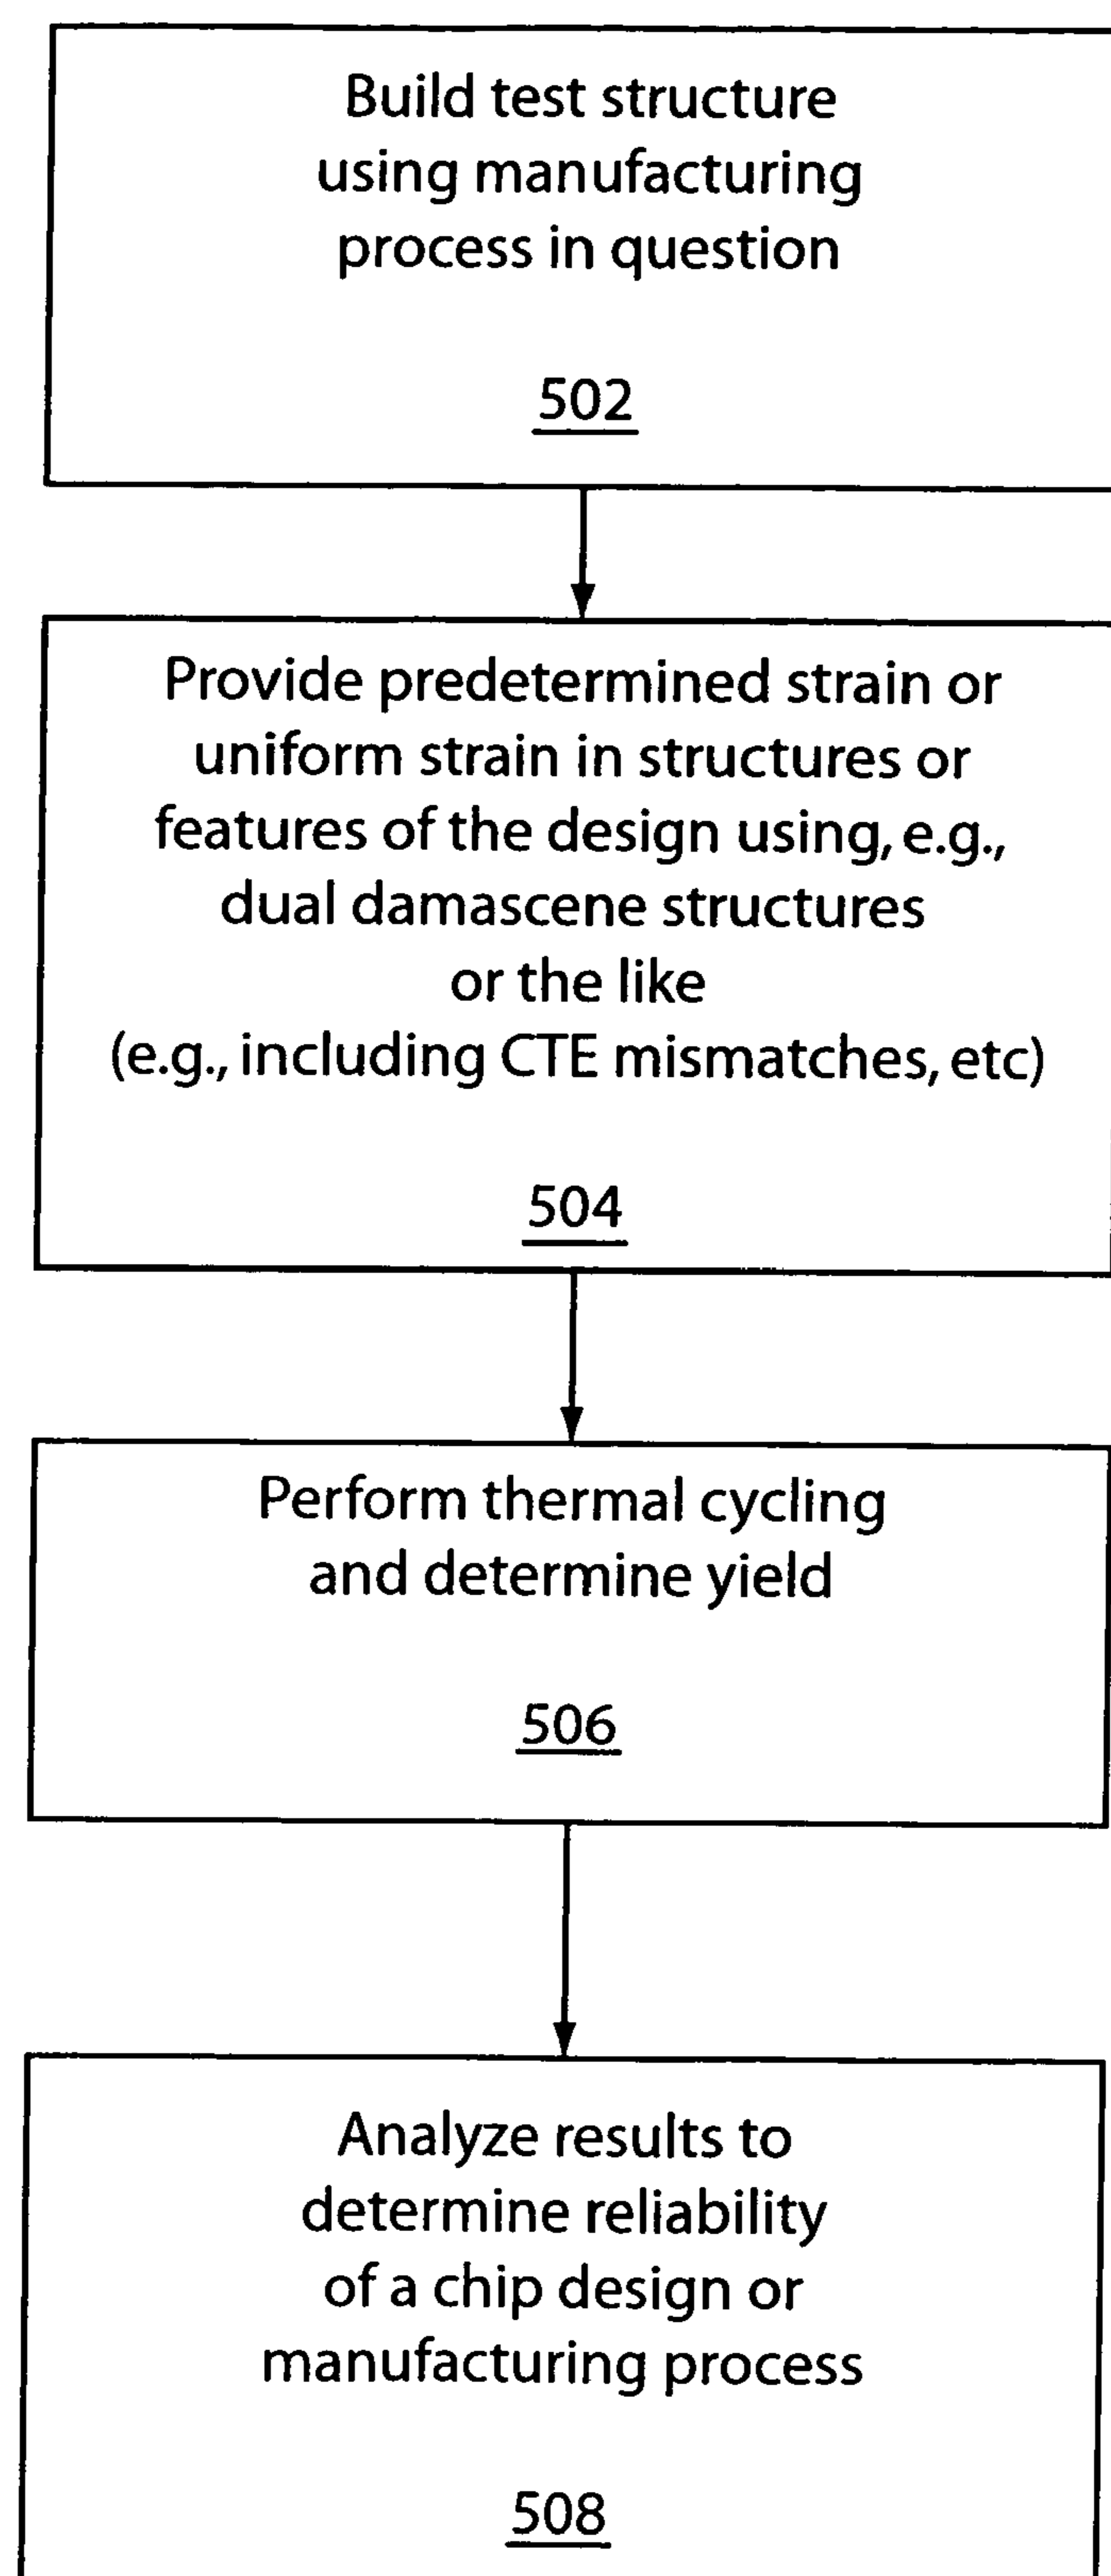 Build test structure
using manufacturing
process in question
502
Provide predetermined strain or
uniform strain in structures or
features of the design using, e.g.,
dual damascene structures
or the like
(e.g., including CTE mismatches, etc)
504
Perform thermal cycling
and determine yield
506
Analyze results to
determine reliability
of a chip design or
manufacturing process
508